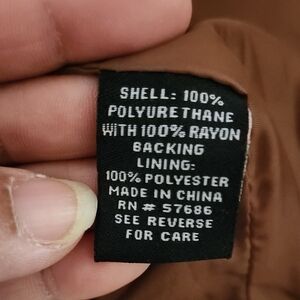 SHELL: 100%
POLYURETHANE
WITH 100% RAYON
BACKING
LINING:
100% POLYESTER
MADE IN CHINA
RN # 57686
SEE REVERSE
FOR CARE